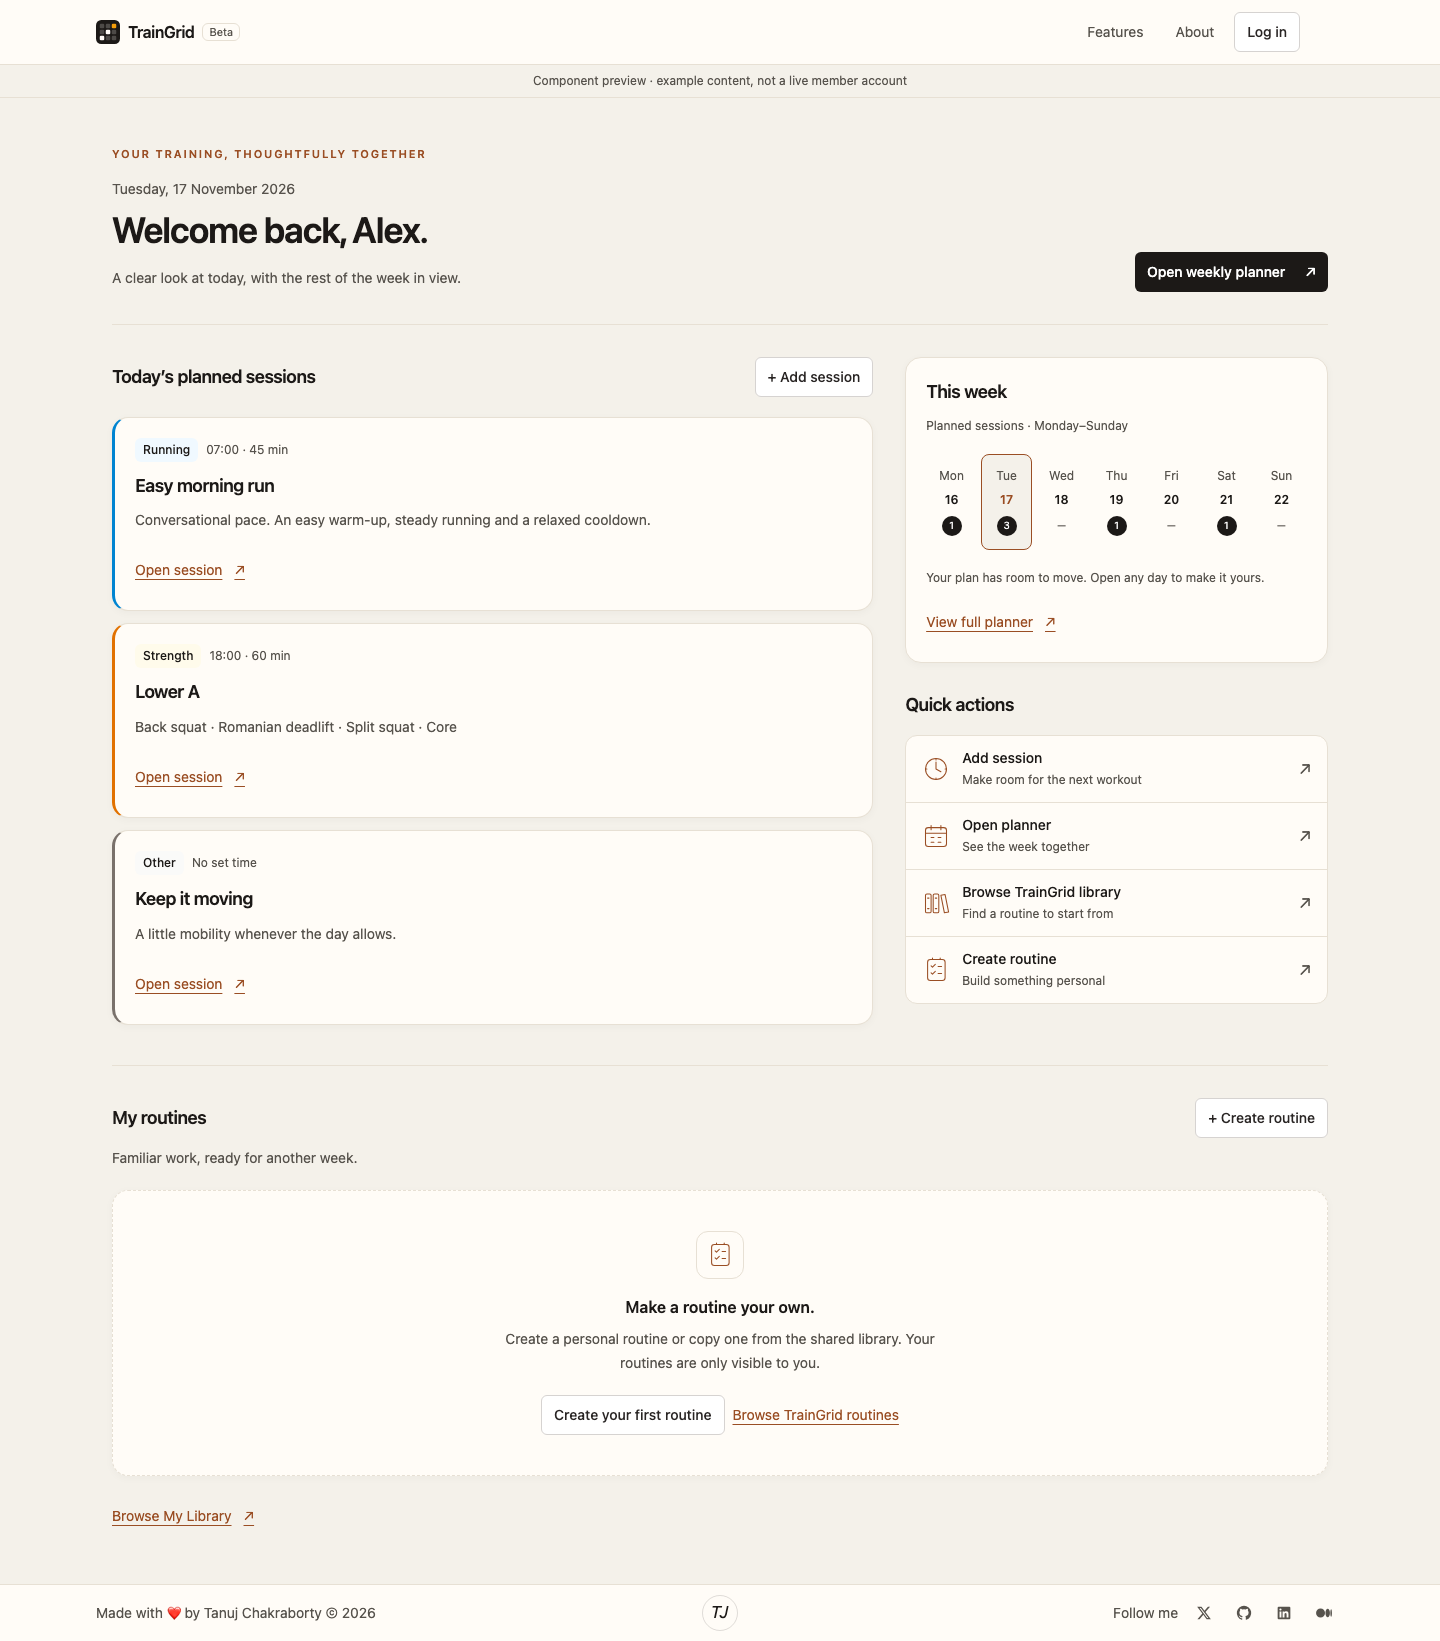 TrainGrid Beta
Features About Log in
Component preview · example content, not a live member account
YOUR TRAINING, THOUGHTFULLY TOGETHER
Tuesday, 17 November 2026
Welcome back, Alex.
A clear look at today, with the rest of the week in view.
Open weekly planner
Today’s planned sessions
+ Add session
Running 07:00 · 45 min
Easy morning run
Conversational pace. An easy warm-up, steady running and a relaxed cooldown.
Open session
Strength 18:00 · 60 min
Lower A
Back squat · Romanian deadlift · Split squat · Core
Open session
Other No set time
Keep it moving
A little mobility whenever the day allows.
Open session
This week
Planned sessions · Monday–Sunday
Mon Tue Wed Thu Fri Sat Sun
16 17 18 19 20 21 22
1 3 – 1 – 1 –
Your plan has room to move. Open any day to make it yours.
View full planner
Quick actions
Add session
Make room for the next workout
Open planner
See the week together
Browse TrainGrid library
Find a routine to start from
Create routine
Build something personal
My routines
+ Create routine
Familiar work, ready for another week.
Make a routine your own.
Create a personal routine or copy one from the shared library. Your
routines are only visible to you.
Create your first routine Browse TrainGrid routines
Browse My Library
Made with ❤️ by Tanuj Chakraborty © 2026
TJ
Follow me